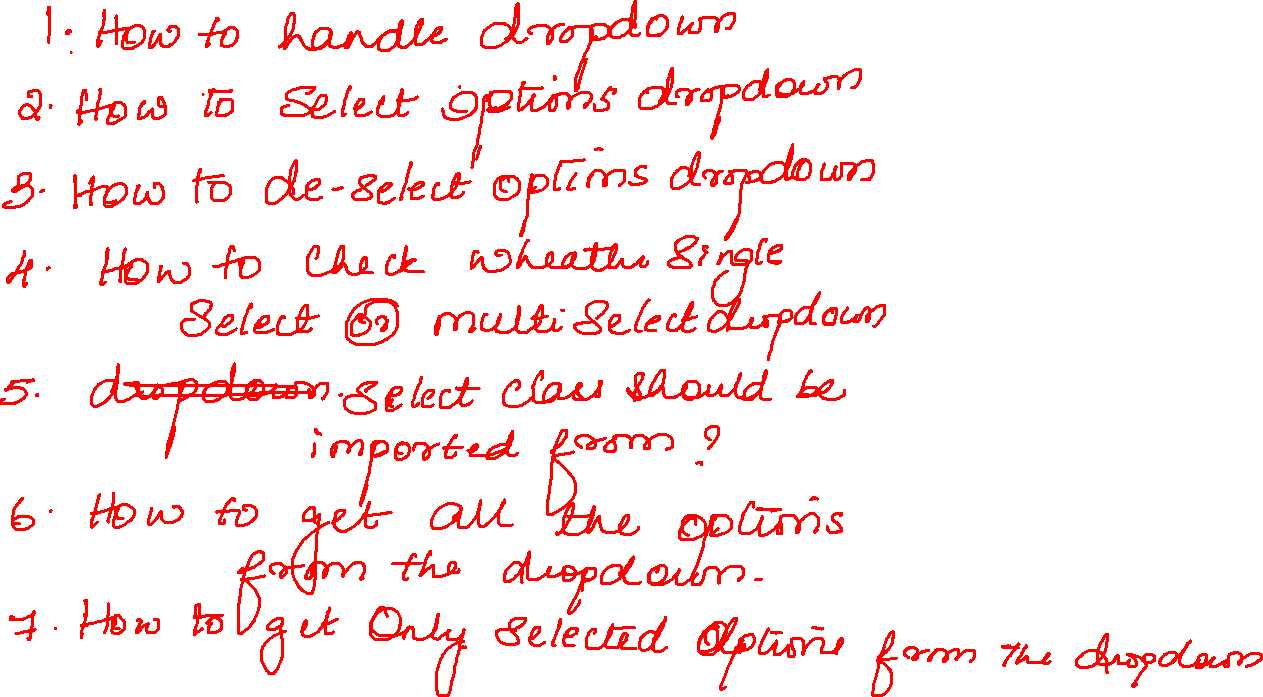 1. How to handle dropdown
2. How to Select options dropdown
3. How to de-select options dropdown
4. How to Check wheather Single
Select or multi Select dropdown
5. dropdown. Select class should be
imported from ?
6. How to get all the options
from the dropdown.
7. How to get Only Selected Options from the dropdown